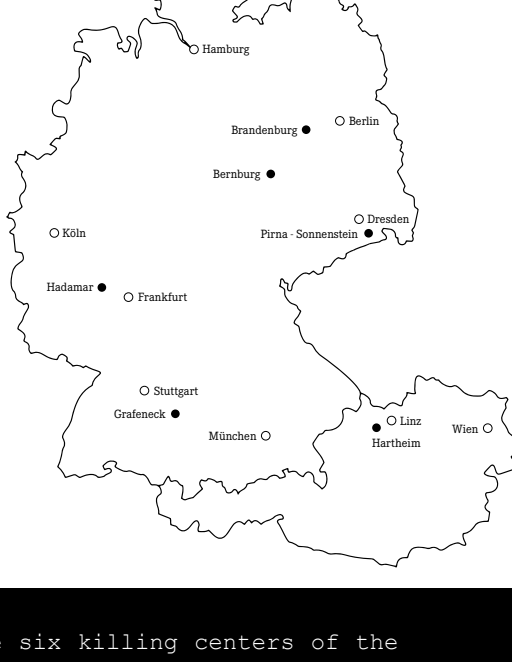 Hamburg
Berlin
Brandenburg
Bernburg
Dresden
Pirna - Sonnenstein
Köln
Hadamar
Frankfurt
Stuttgart
Grafeneck
München
Linz
Wien
Hartheim
six killing centers of the